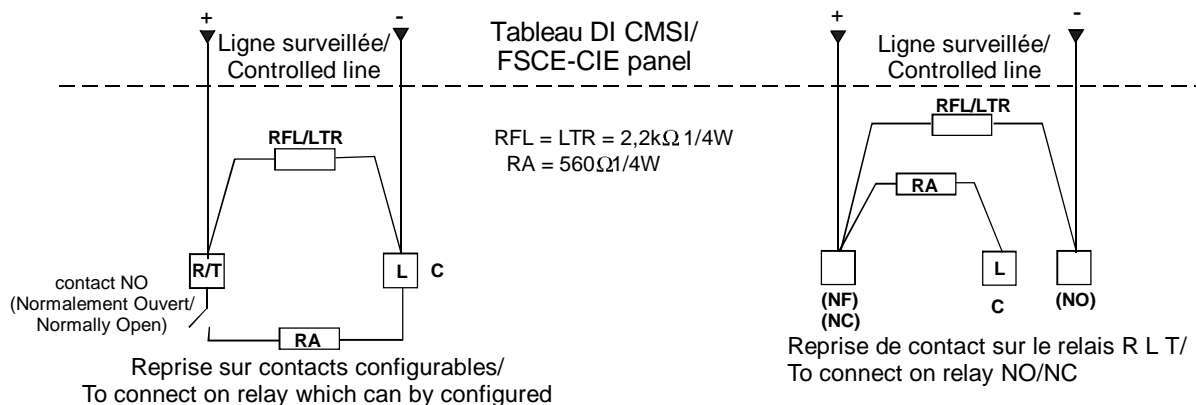 +
-
Ligne surveillée/
Controlled line
Tableau DI CMSI/
FSCE-CIE panel
+
-
Ligne surveillée/
Controlled line
RFL/LTR
RFL = LTR = 2,2kΩ 1/4W
RA = 560Ω1/4W
RFL/LTR
RA
R/T
L
C
contact NO
(Normalement Ouvert/
Normally Open)
RA
Reprise sur contacts configurables/
To connect on relay which can by configured
L
(NF)
(NC)
C
(NO)
Reprise de contact sur le relais R L T/
To connect on relay NO/NC